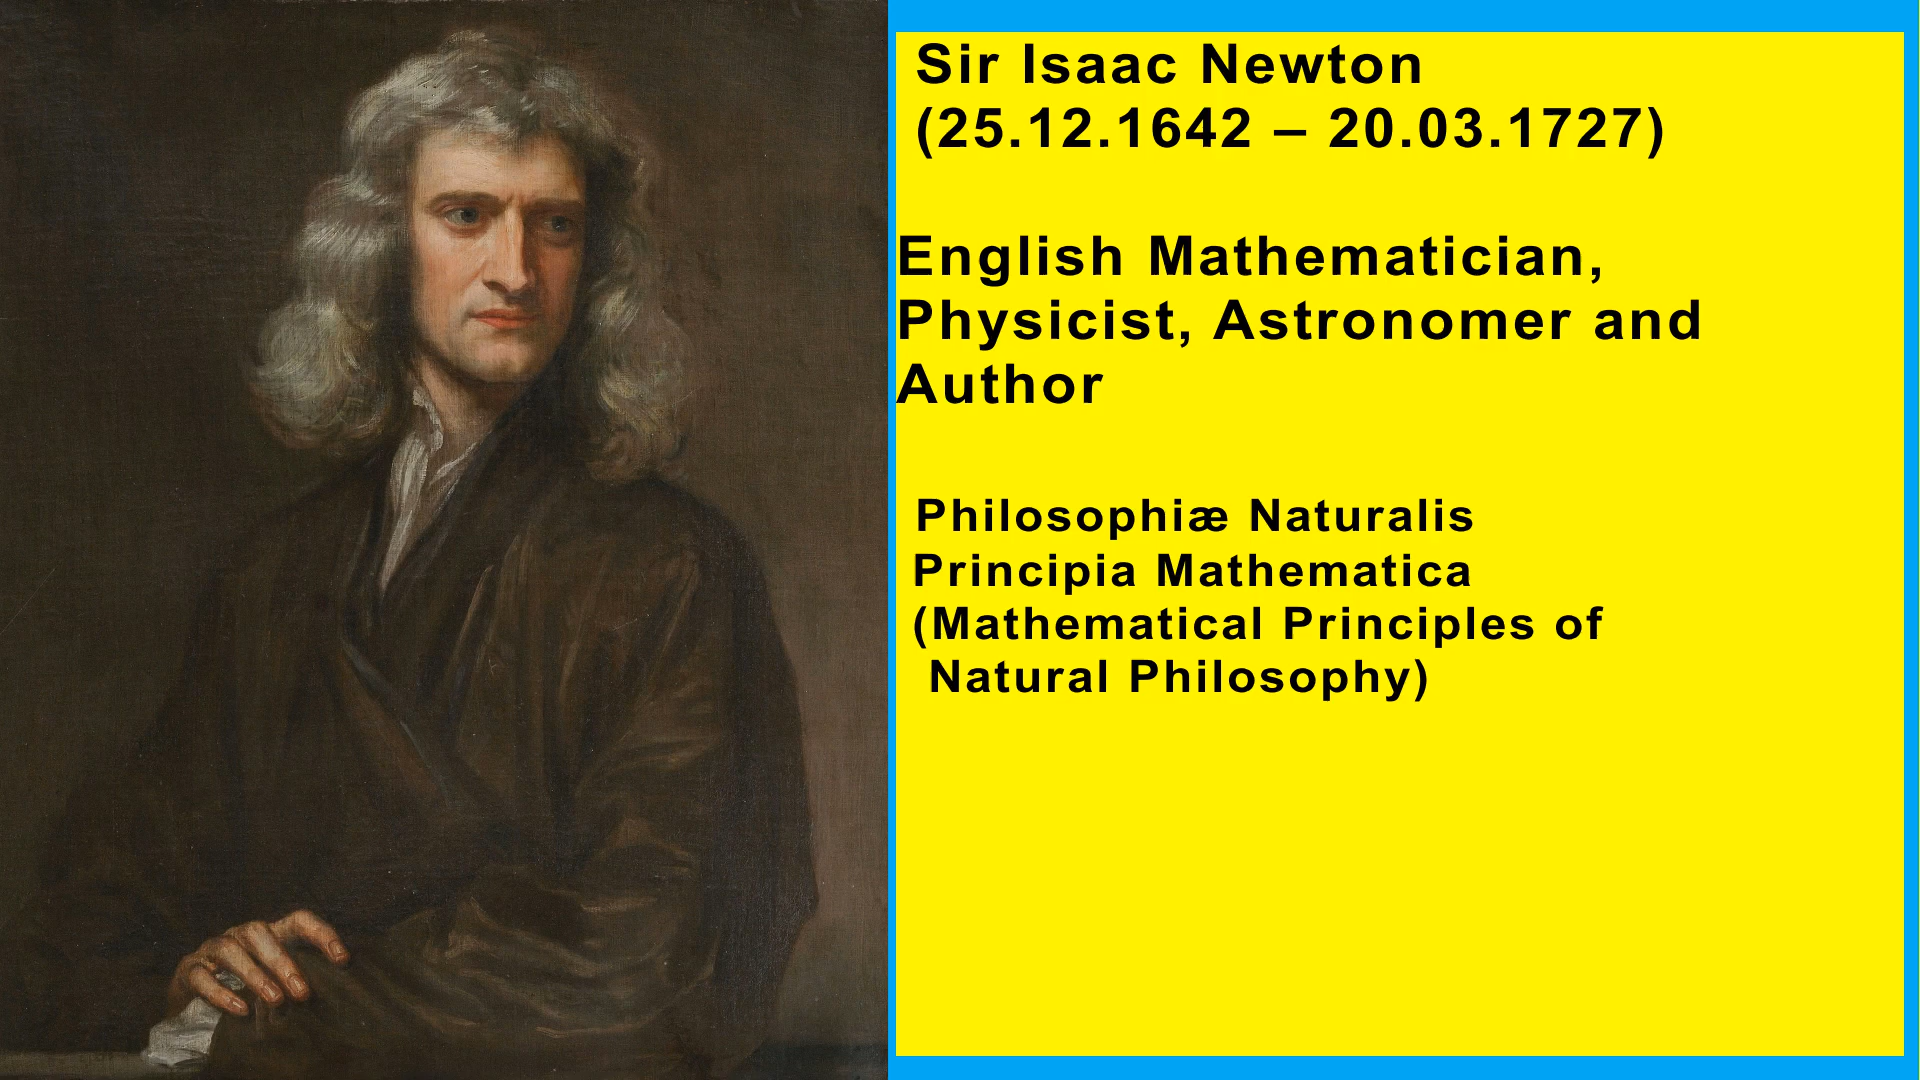 Sir Isaac Newton
(25.12.1642 – 20.03.1727)
English Mathematician,
Physicist, Astronomer and
Author
Philosophiæ Naturalis
Principia Mathematica
(Mathematical Principles of
Natural Philosophy)